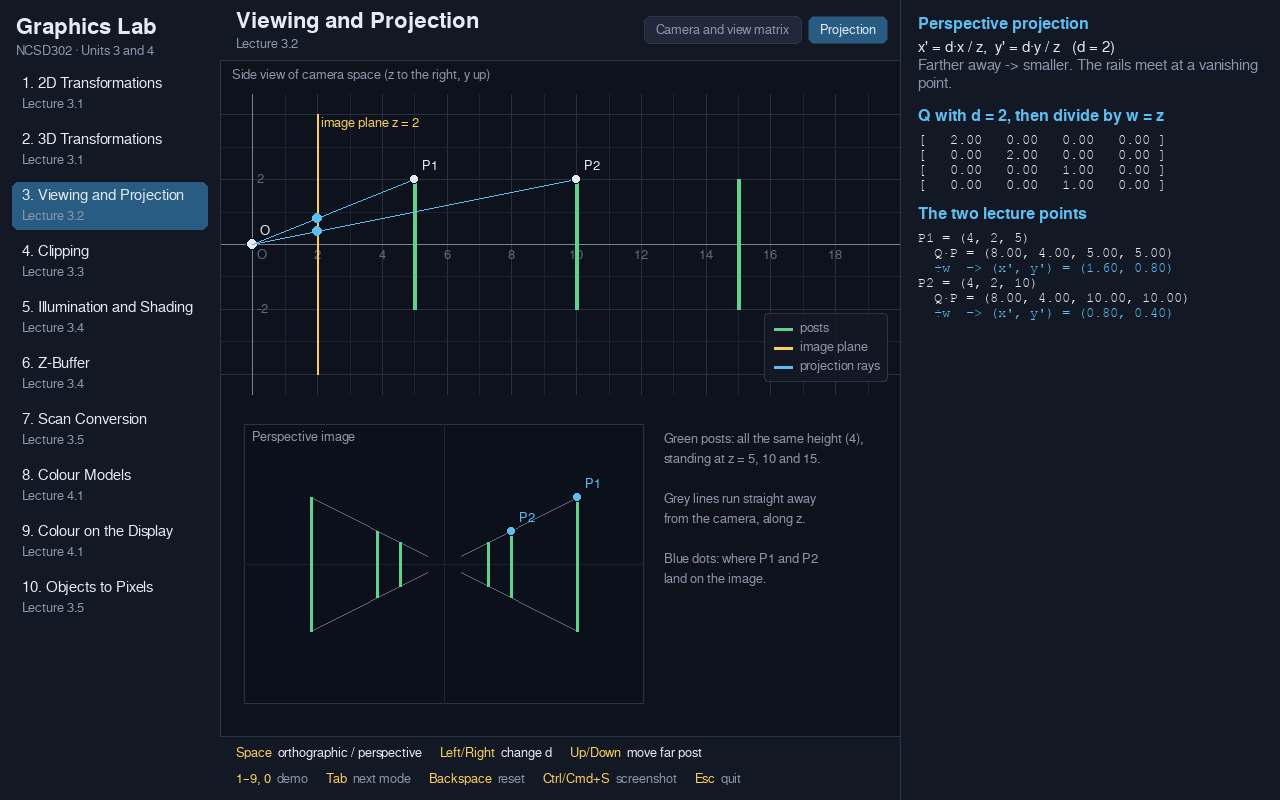 Graphics Lab
NCSD302 · Units 3 and 4
1. 2D Transformations
Lecture 3.1
2. 3D Transformations
Lecture 3.1
3. Viewing and Projection
Lecture 3.2
4. Clipping
Lecture 3.3
5. Illumination and Shading
Lecture 3.4
6. Z-Buffer
Lecture 3.4
7. Scan Conversion
Lecture 3.5
8. Colour Models
Lecture 4.1
9. Colour on the Display
Lecture 4.1
10. Objects to Pixels
Lecture 3.5
Viewing and Projection
Lecture 3.2
Camera and view matrix
Projection
Side view of camera space (z to the right, y up)
image plane z = 2
P1
P2
2
O
O 2 4 6 8 10 12 14 16 18
-2
posts
image plane
projection rays
Perspective image
P1
P2
Green posts: all the same height (4),
standing at z = 5, 10 and 15.
Grey lines run straight away
from the camera, along z.
Blue dots: where P1 and P2
land on the image.
Space orthographic / perspective Left/Right change d Up/Down move far post
1–9, 0 demo Tab next mode Backspace reset Ctrl/Cmd+S screenshot Esc quit
Perspective projection
x' = d·x / z, y' = d·y / z (d = 2)
Farther away -> smaller. The rails meet at a vanishing
point.
Q with d = 2, then divide by w = z
[ 2.00 0.00 0.00 0.00 ]
[ 0.00 2.00 0.00 0.00 ]
[ 0.00 0.00 1.00 0.00 ]
[ 0.00 0.00 1.00 0.00 ]
The two lecture points
P1 = (4, 2, 5)
Q·P = (8.00, 4.00, 5.00, 5.00)
÷w -> (x', y') = (1.60, 0.80)
P2 = (4, 2, 10)
Q·P = (8.00, 4.00, 10.00, 10.00)
÷w -> (x', y') = (0.80, 0.40)